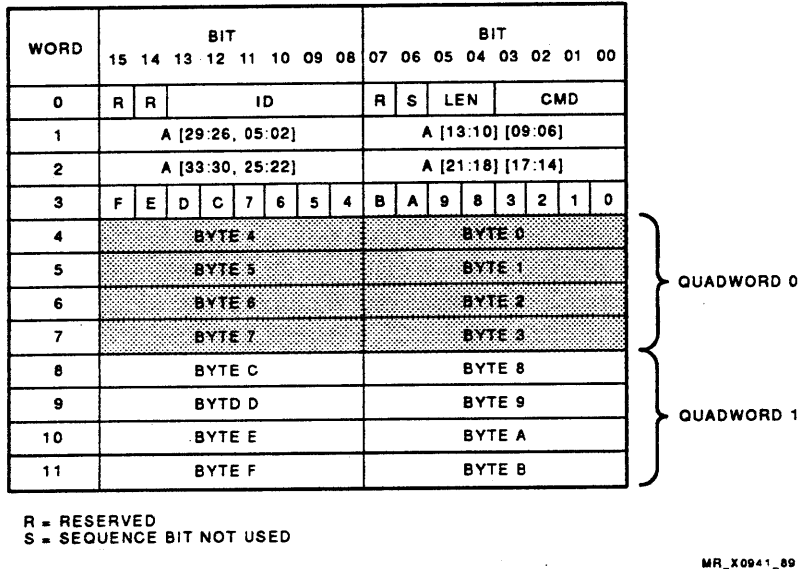 WORD BIT BIT
15 14 13 12 11 10 09 08 07 06 05 04 03 02 01 00
0 R R ID R S LEN CMD
1 A [29:26, 05:02] A [13:10] [09:06]
2 A [33:30, 25:22] A [21:18] [17:14]
3 F E D C 7 6 5 4 B A 9 8 3 2 1 0
4 BYTE 4 BYTE 0
5 BYTE 5 BYTE 1
QUADWORD 0
6 BYTE 6 BYTE 2
7 BYTE 7 BYTE 3
8 BYTE C BYTE 8
9 BYTD D BYTE 9
QUADWORD 1
10 BYTE E BYTE A
11 BYTE F BYTE B
R = RESERVED
S = SEQUENCE BIT NOT USED
MR_X0941_89